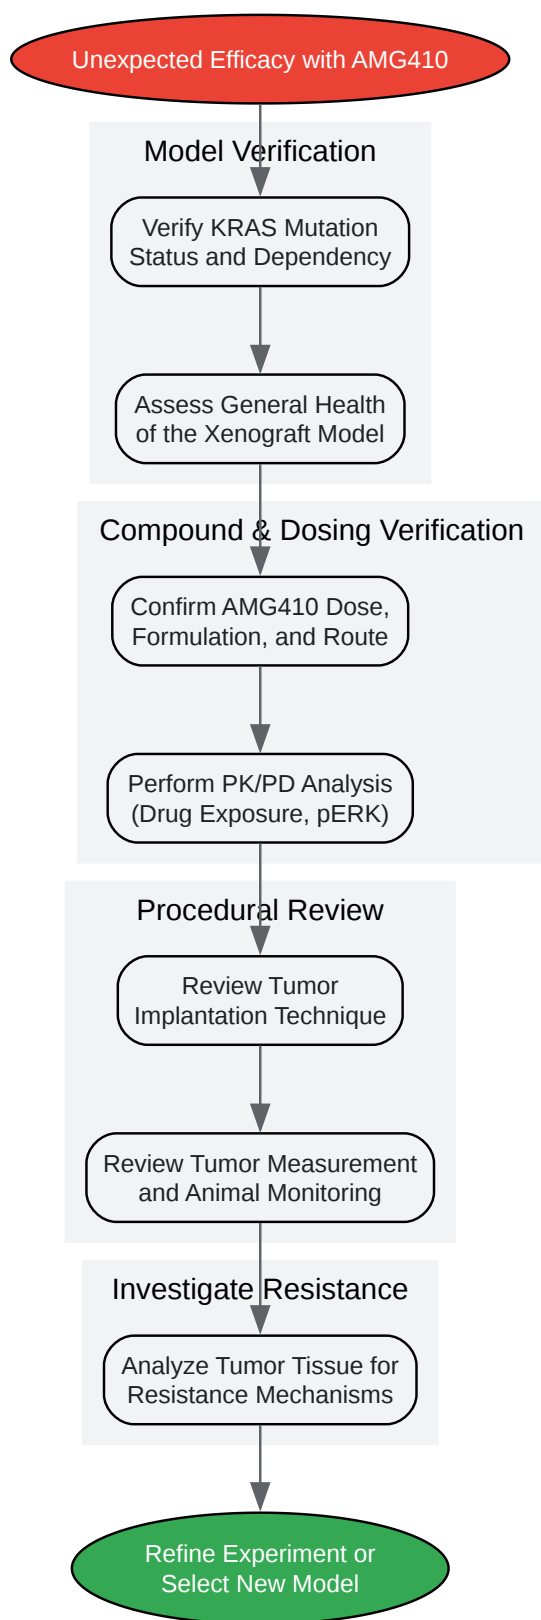 Unexpected Efficacy with AMG410
Model Verification
Verify KRAS Mutation
Status and Dependency
Assess General Health
of the Xenograft Model
Compound & Dosing Verification
Confirm AMG410 Dose,
Formulation, and Route
Perform PK/PD Analysis
(Drug Exposure, pERK)
Procedural Review
Review Tumor
Implantation Technique
Review Tumor Measurement
and Animal Monitoring
Investigate Resistance
Analyze Tumor Tissue for
Resistance Mechanisms
Refine Experiment or
Select New Model